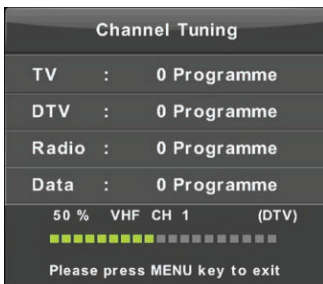 Channel Tuning
TV : 0 Programme
DTV : 0 Programme
Radio : 0 Programme
Data : 0 Programme
50 % VHF CH 1 (DTV)
Please press MENU key to exit